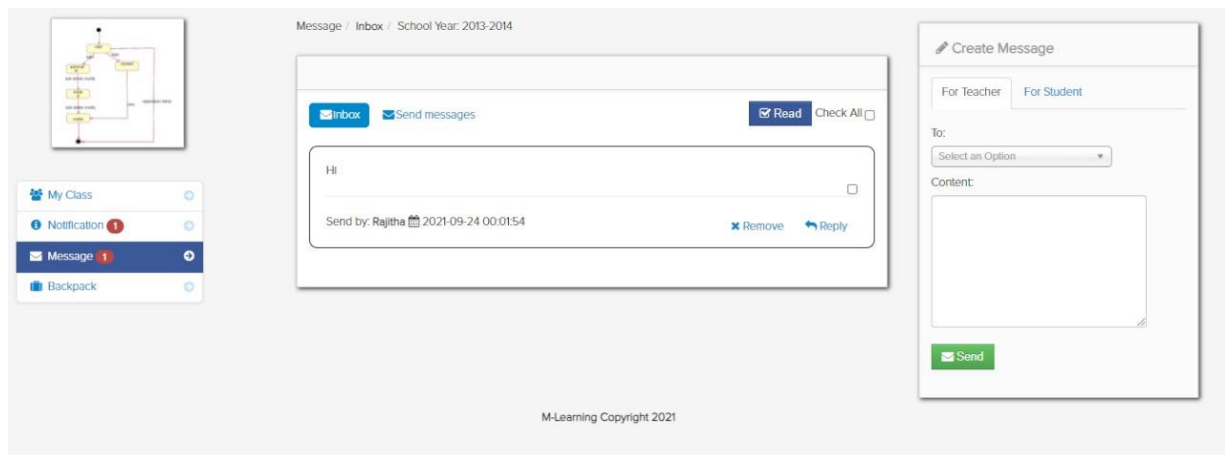 Message / Inbox / School Year: 2013-2014
My Class
Notification 1
Message 1
Backpack
Inbox
Send messages
Read
Check All
Hi
Send by: Rajitha 2021-09-24 00:01:54
Remove
Reply
Create Message
For Teacher
For Student
To:
Select an Option
Content:
Send
M-Learning Copyright 2021